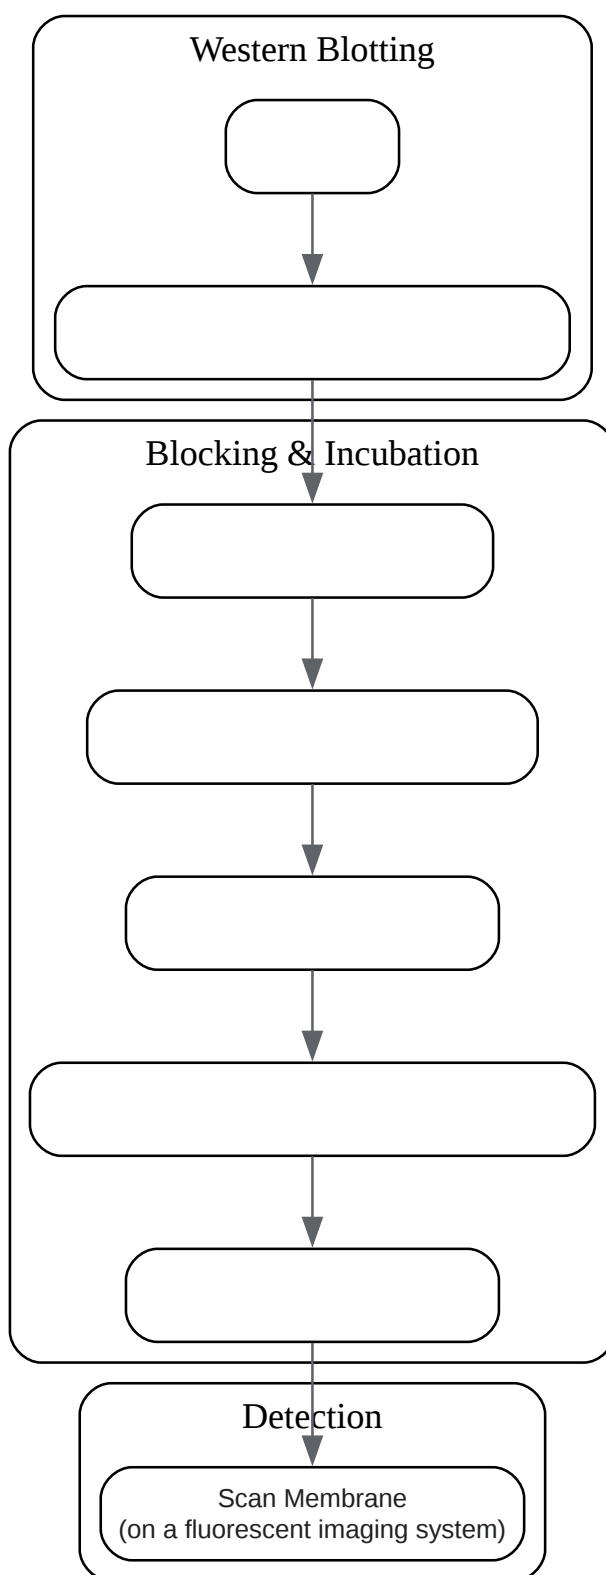 Western Blotting
Blocking & Incubation
Detection
Scan Membrane
(on a fluorescent imaging system)